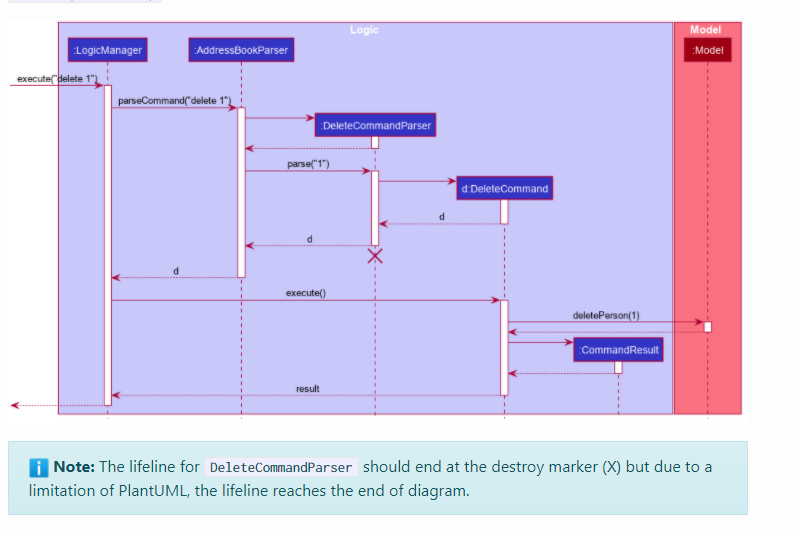 Logic
Model
:LogicManager
:AddressBookParser
:Model
execute("delete 1")
parseCommand("delete 1")
:DeleteCommandParser
parse("1")
d:DeleteCommand
d
d
d
execute()
deletePerson(1)
:CommandResult
result
i Note: The lifeline for DeleteCommandParser should end at the destroy marker (X) but due to a
limitation of PlantUML, the lifeline reaches the end of diagram.